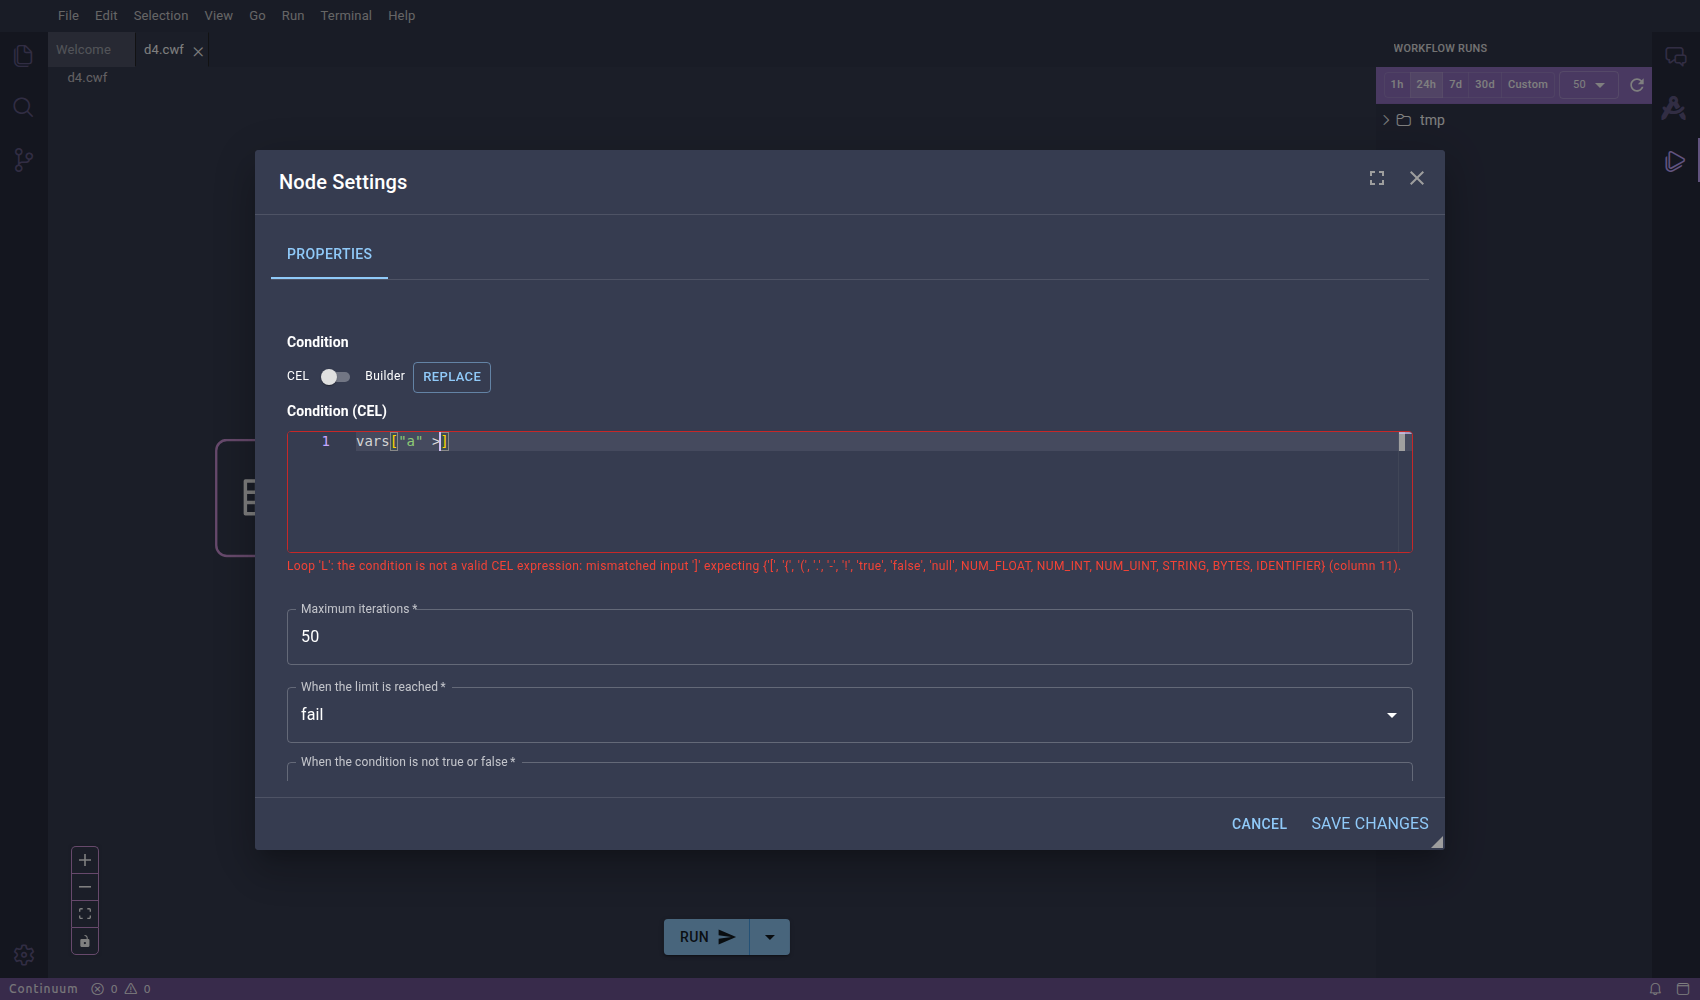 File Edit Selection View Go Run Terminal Help
Welcome d4.cwf
d4.cwf
WORKFLOW RUNS
1h 24h 7d 30d Custom 50
tmp
Node Settings
PROPERTIES
Condition
CEL Builder REPLACE
Condition (CEL)
1 vars["a" >]
Loop 'L': the condition is not a valid CEL expression: mismatched input ']' expecting {'[', '{', '(', '.', '-', '!', 'true', 'false', 'null', NUM_FLOAT, NUM_INT, NUM_UINT, STRING, BYTES, IDENTIFIER} (column 11).
Maximum iterations *
50
When the limit is reached *
fail
When the condition is not true or false *
CANCEL SAVE CHANGES
RUN
Continuum 0 0